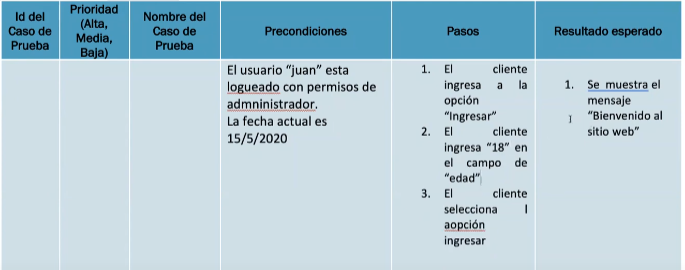 Id del
Caso de
Prueba
Prioridad
(Alta,
Media,
Baja)
Nombre del
Caso de
Prueba
Precondiciones
Pasos
Resultado esperado
El usuario “juan” esta
logueado con permisos de
admninistrador.
La fecha actual es
15/5/2020
1. El cliente
ingresa a la
opción
“Ingresar”
2. El cliente
ingresa “18” en
el campo de
“edad”
3. El cliente
selecciona l
aopción
ingresar
1. Se muestra el
mensaje
“Bienvenido al
sitio web”